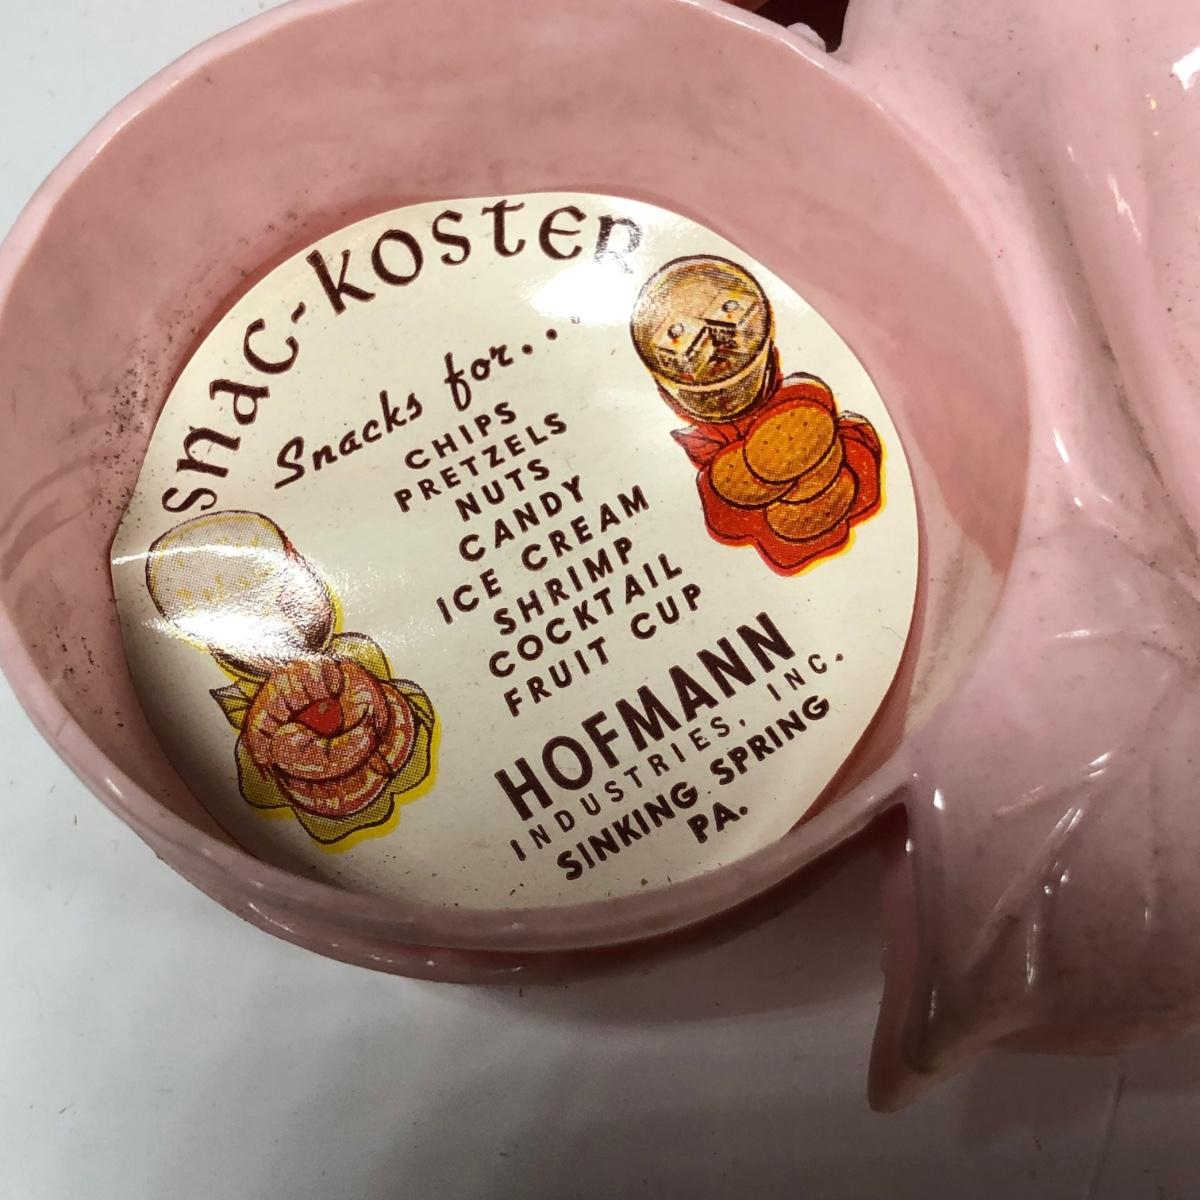 snac-koster
Snacks for...
CHIPS
PRETZELS
NUTS
CANDY
ICE CREAM
SHRIMP
COCKTAIL
FRUIT CUP
HOFMANN
INDUSTRIES, INC.
SINKING SPRING
PA.